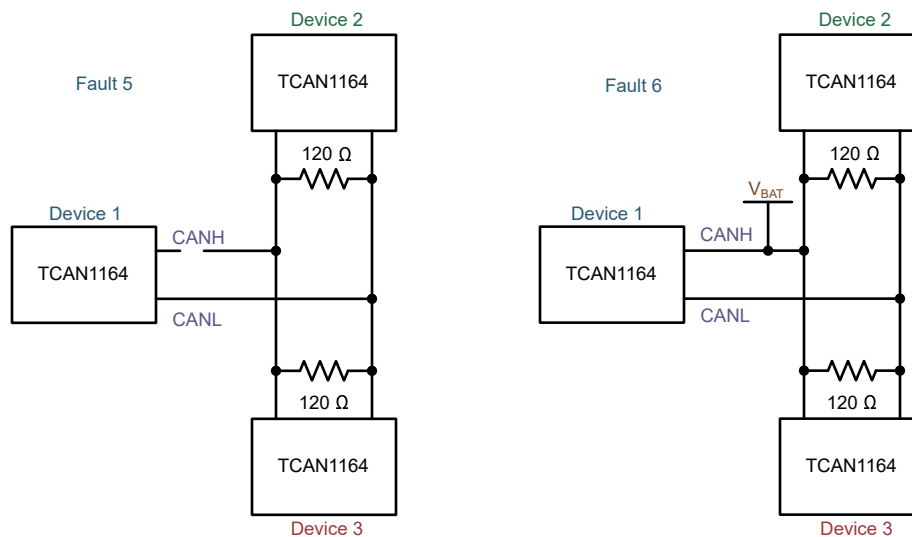 Device 2
Fault 5
TCAN1164
120 Ω
Device 1
CANH
TCAN1164
CANL
120 Ω
TCAN1164
Device 3
Device 2
Fault 6
TCAN1164
120 Ω
VBAT
Device 1
CANH
TCAN1164
CANL
120 Ω
TCAN1164
Device 3